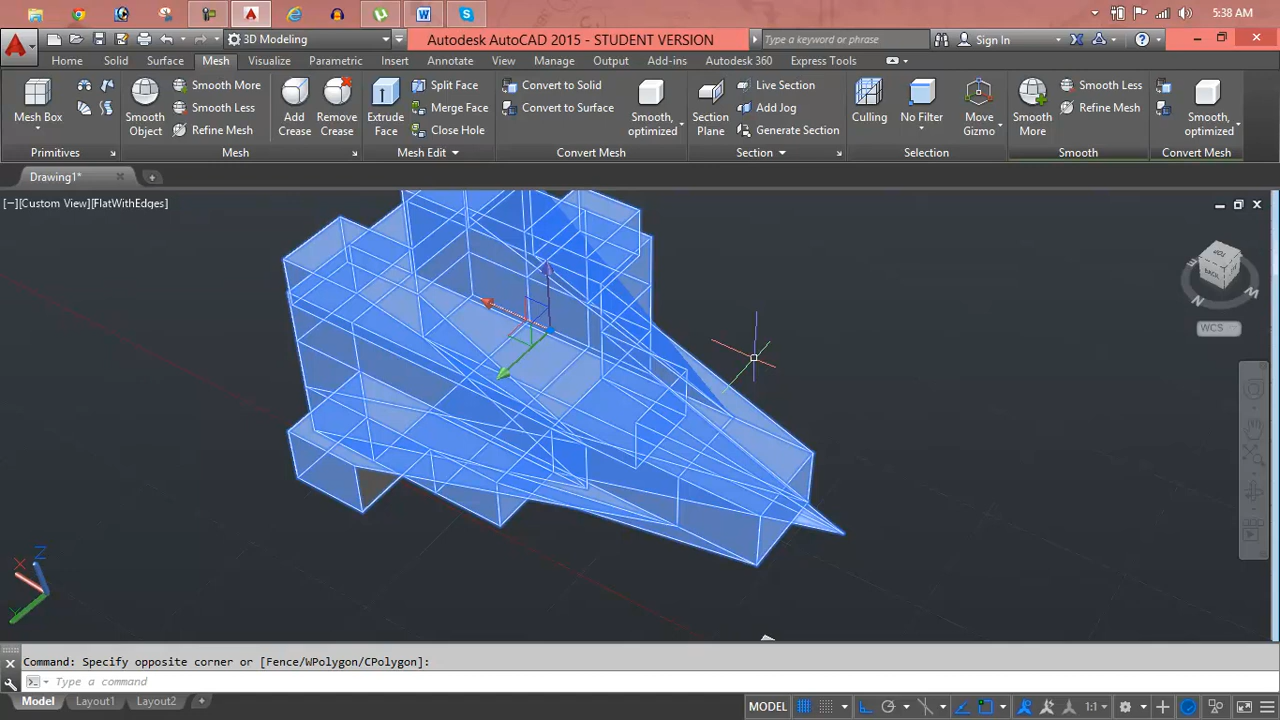 5:38 AM
3D Modeling
Autodesk AutoCAD 2015 - STUDENT VERSION
Type a keyword or phrase
Sign In
Home Solid Surface Mesh Visualize Parametric Insert Annotate View Manage Output Add-ins Autodesk 360 Express Tools
Mesh Box
Smooth Object
Smooth More
Smooth Less
Refine Mesh
Add Crease
Remove Crease
Extrude Face
Split Face
Merge Face
Close Hole
Convert to Solid
Convert to Surface
Smooth, optimized
Section Plane
Live Section
Add Jog
Generate Section
Culling
No Filter
Move Gizmo
Smooth More
Smooth Less
Refine Mesh
Smooth, optimized
Primitives Mesh Mesh Edit Convert Mesh Section Selection Smooth Convert Mesh
Drawing1*
[−][Custom View][FlatWithEdges]
TOP
BACK
E
N
W
WCS
Z
X
Y
Command: Specify opposite corner or [Fence/WPolygon/CPolygon]:
Type a command
Model Layout1 Layout2 +
MODEL 1:1